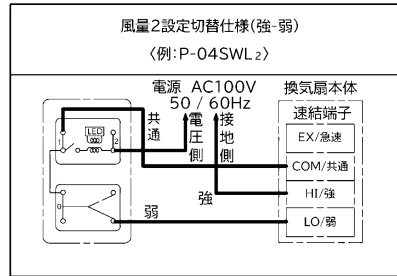 風量2設定切替仕様(強-弱)
〈例:P-04SWL2〉
電源 AC100V
50 / 60Hz
換気扇本体
速結端子
共通
電圧側
接地側
EX/急速
COM/共通
HI/強
LO/弱
LED
1
2
0
強
弱